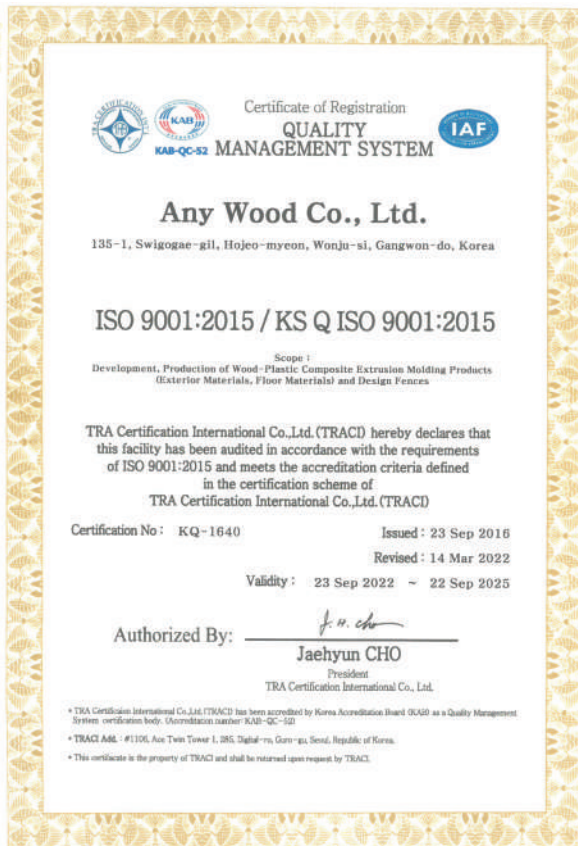 TRA CERTIFICATION INT'L
KAB
KAB-QC-52
Certificate of Registration
QUALITY
MANAGEMENT SYSTEM
IAF
Any Wood Co., Ltd.
135-1, Swigogae-gil, Hojeo-myeon, Wonju-si, Gangwon-do, Korea
ISO 9001:2015 / KS Q ISO 9001:2015
Scope :
Development, Production of Wood-Plastic Composite Extrusion Molding Products
(Exterior Materials, Floor Materials) and Design Fences
TRA Certification International Co.,Ltd.(TRACI) hereby declares that
this facility has been audited in accordance with the requirements
of ISO 9001:2015 and meets the accreditation criteria defined
in the certification scheme of
TRA Certification International Co.,Ltd.(TRACI)
Certification No : KQ-1640
Issued : 23 Sep 2016
Revised : 14 Mar 2022
Validity : 23 Sep 2022 ~ 22 Sep 2025
J. H. cho
Authorized By:
Jaehyun CHO
President
TRA Certification International Co., Ltd.
* TRA Certification International Co.,Ltd.(TRACI) has been accredited by Korea Accreditation Board (KAB) as a Quality Management
System certification body. (Accreditation number: KAB-QC-52)
* TRACI Add. : #1106, Ace Twin Tower 1, 285, Digital-ro, Guro-gu, Seoul, Republic of Korea.
* This certificate is the property of TRACI and shall be returned upon request by TRACI.